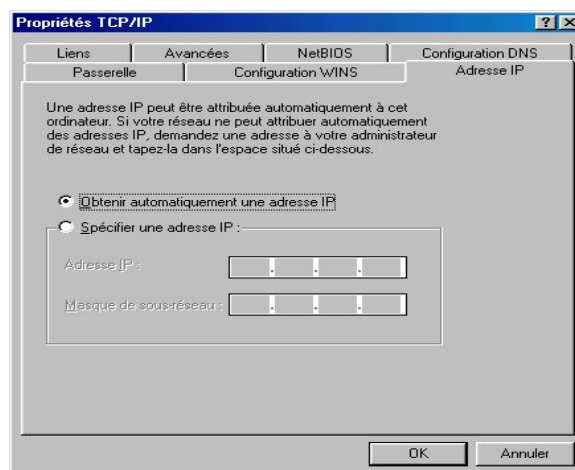 Propriétés TCP/IP
Liens Avancées NetBIOS Configuration DNS
Passerelle Configuration WINS Adresse IP
Une adresse IP peut être attribuée automatiquement à cet
ordinateur. Si votre réseau ne peut attribuer automatiquement
des adresses IP, demandez une adresse à votre administrateur
de réseau et tapez-la dans l'espace situé ci-dessous.
Obtenir automatiquement une adresse IP
Spécifier une adresse IP :
Adresse IP :
Masque de sous-réseau :
OK Annuler